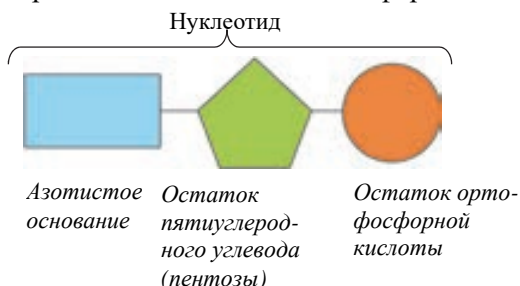 Нуклеотид
Азотистое
основание
Остаток
пятиуглерод-
ного углевода
(пентозы)
Остаток орто-
фосфорной
кислоты